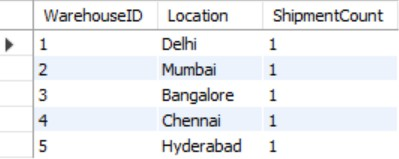 WarehouseID Location ShipmentCount
1 Delhi 1
2 Mumbai 1
3 Bangalore 1
4 Chennai 1
5 Hyderabad 1